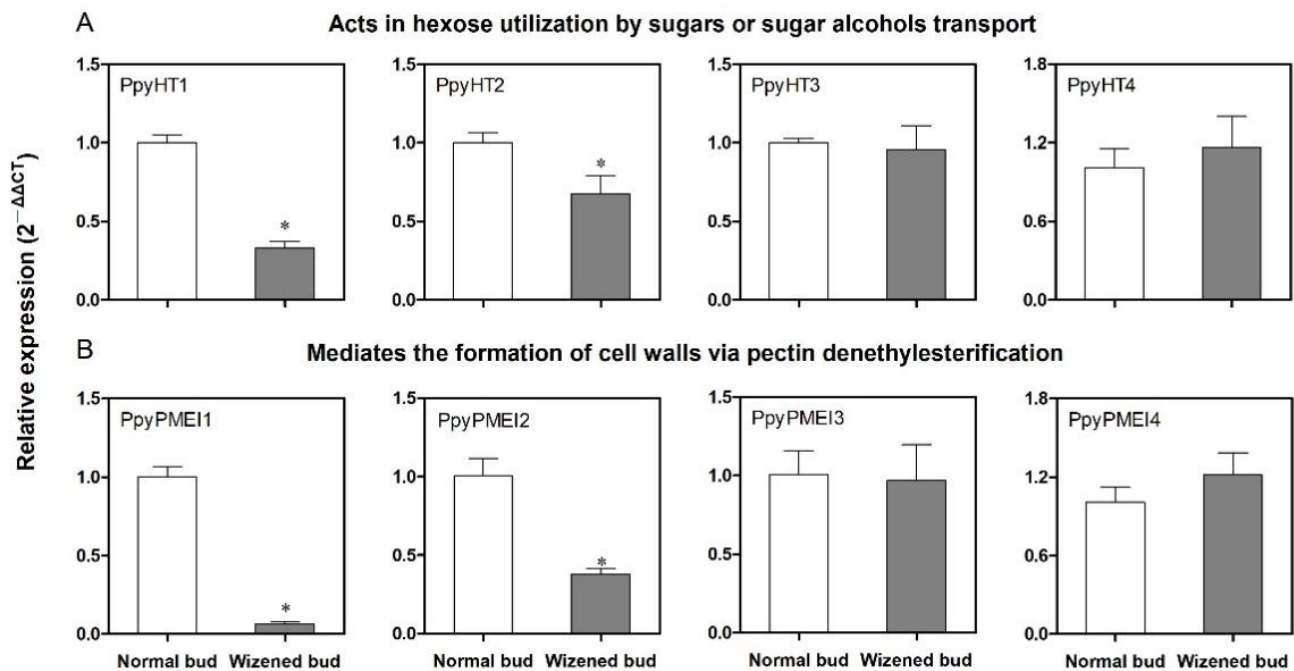 A
Acts in hexose utilization by sugars or sugar alcohols transport
Relative expression (2⁻ΔΔCT)
1.5
1.0
0.5
0.0
PpyHT1
*
1.5
1.0
0.5
0.0
PpyHT2
*
1.5
1.0
0.5
0.0
PpyHT3
1.8
1.2
0.6
0.0
PpyHT4
B
Mediates the formation of cell walls via pectin denethylesterification
1.5
1.0
0.5
0.0
PpyPMEI1
*
Normal bud Wizened bud
1.5
1.0
0.5
0.0
PpyPMEI2
*
Normal bud Wizened bud
1.5
1.0
0.5
0.0
PpyPMEI3
Normal bud Wizened bud
1.8
1.2
0.6
0.0
PpyPMEI4
Normal bud Wizened bud